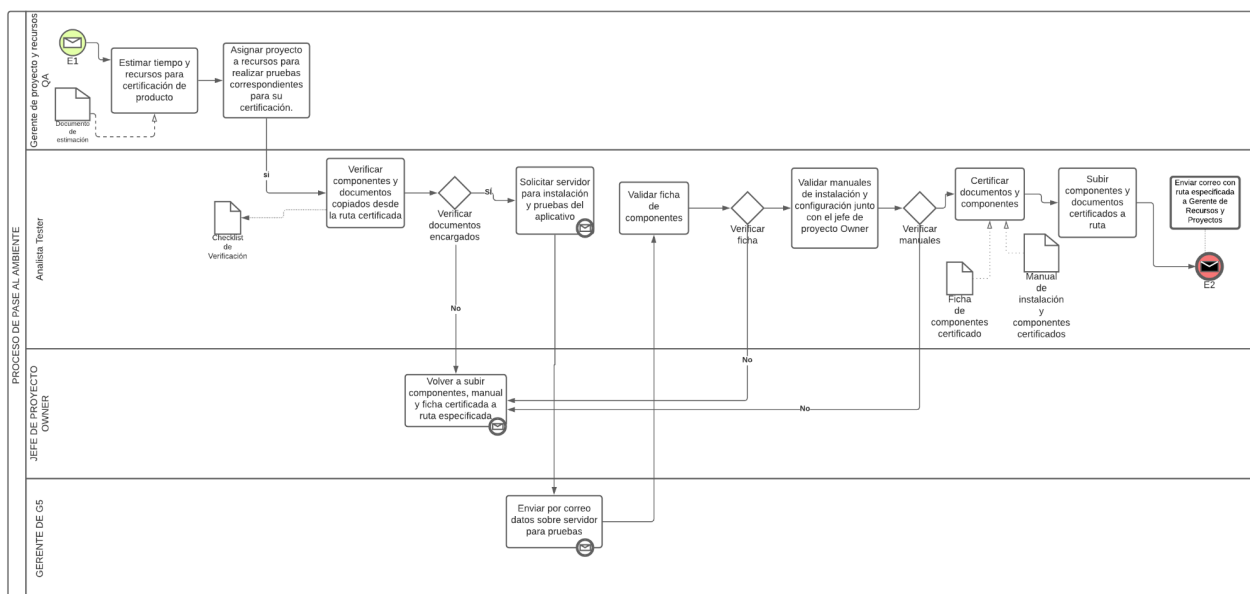 PROCESO DE PASE AL AMBIENTE
Gerente de proyecto y recursos
QA
E1
Estimar tiempo y
recursos para
certificación de
producto
Documento
de
estimación
Asignar proyecto
a recursos para
realizar pruebas
correspondientes
para su
certificación.
si
Analista Tester
Checklist
de
Verificación
Verificar
componentes y
documentos
copiados desde
la ruta certificada
Verificar
documentos
encargados
SÍ
Solicitar servidor
para instalación
y pruebas del
aplicativo
Validar ficha
de
componentes
Verificar
ficha
Validar manuales
de instalación y
configuración junto
con el jefe de
proyecto Owner
Verificar
manuales
Certificar
documentos y
componentes
Ficha
de
componentes
certificado
Manual
de
instalación
y
componentes
certificados
Subir
componentes y
documentos
certificados a
ruta
Enviar correo con
ruta especificada
a Gerente de
Recursos y
Proyectos
E2
No
No
No
JEFE DE PROYECTO
OWNER
Volver a subir
componentes, manual
y ficha certificada a
ruta especificada
GERENTE DE G5
Enviar por correo
datos sobre servidor
para pruebas